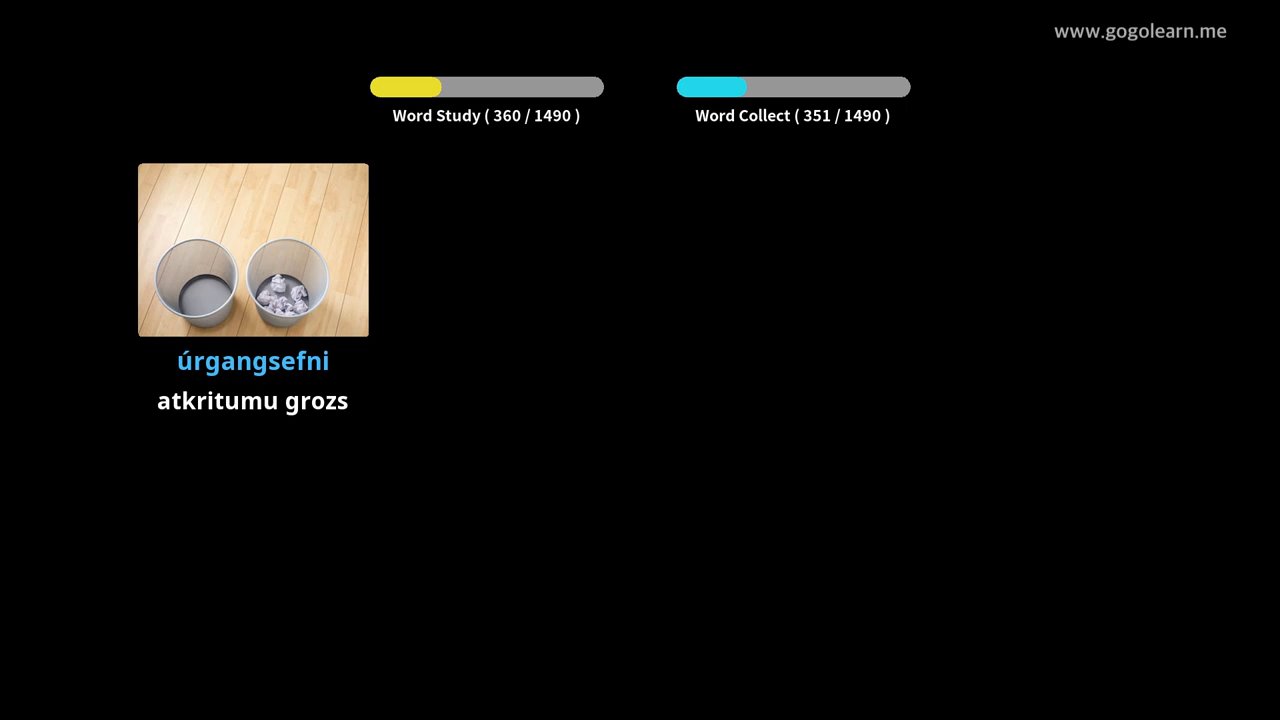 www.gogolearn.me
Word Study ( 360 / 1490 )
Word Collect ( 351 / 1490 )
úrgangsefni
atkritumu grozs